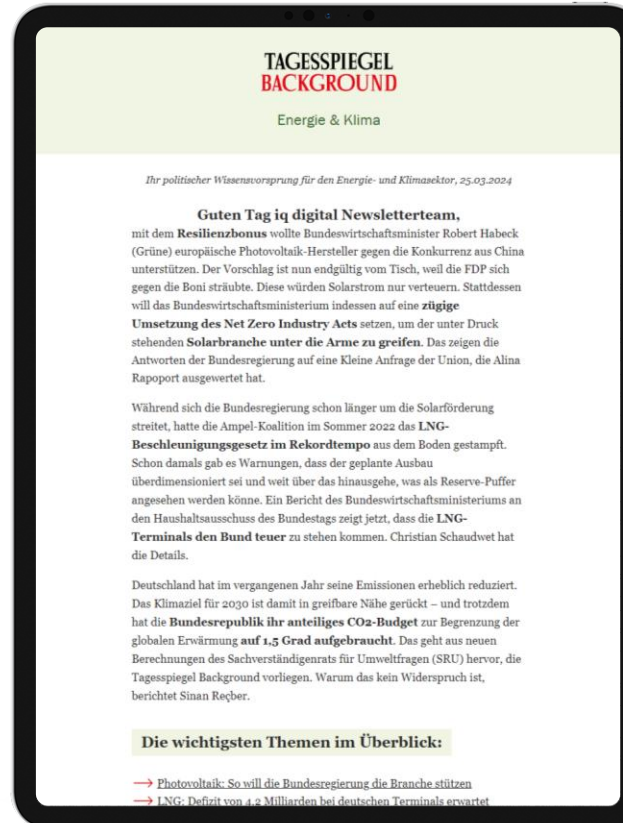 TAGESSPIEGEL
BACKGROUND
Energie & Klima
Ihr politischer Wissensvorsprung für den Energie- und Klimasektor, 25.03.2024
Guten Tag iq digital Newsletterteam,
mit dem Resilienzbonus wollte Bundeswirtschaftsminister Robert Habeck
(Grüne) europäische Photovoltaik-Hersteller gegen die Konkurrenz aus China
unterstützen. Der Vorschlag ist nun endgültig vom Tisch, weil die FDP sich
gegen die Boni sträubte. Diese würden Solarstrom nur verteuern. Stattdessen
will das Bundeswirtschaftsministerium indessen auf eine zügige
Umsetzung des Net Zero Industry Acts setzen, um der unter Druck
stehenden Solarbranche unter die Arme zu greifen. Das zeigen die
Antworten der Bundesregierung auf eine Kleine Anfrage der Union, die Alina
Rapoport ausgewertet hat.
Während sich die Bundesregierung schon länger um die Solarförderung
streitet, hatte die Ampel-Koalition im Sommer 2022 das LNG-
Beschleunigungsgesetz im Rekordtempo aus dem Boden gestampft.
Schon damals gab es Warnungen, dass der geplante Ausbau
überdimensioniert sei und weit über das hinausgehe, was als Reserve-Puffer
angesehen werden könne. Ein Bericht des Bundeswirtschaftsministeriums an
den Haushaltsausschuss des Bundestags zeigt jetzt, dass die LNG-
Terminals den Bund teuer zu stehen kommen. Christian Schaudwet hat
die Details.
Deutschland hat im vergangenen Jahr seine Emissionen erheblich reduziert.
Das Klimaziel für 2030 ist damit in greifbare Nähe gerückt – und trotzdem
hat die Bundesrepublik ihr anteiliges CO2-Budget zur Begrenzung der
globalen Erwärmung auf 1,5 Grad aufgebraucht. Das geht aus neuen
Berechnungen des Sachverständigenrats für Umweltfragen (SRU) hervor, die
Tagesspiegel Background vorliegen. Warum das kein Widerspruch ist,
berichtet Sinan Reçber.
Die wichtigsten Themen im Überblick:
→ Photovoltaik: So will die Bundesregierung die Branche stützen
→ LNG: Defizit von 4,2 Milliarden bei deutschen Terminals erwartet